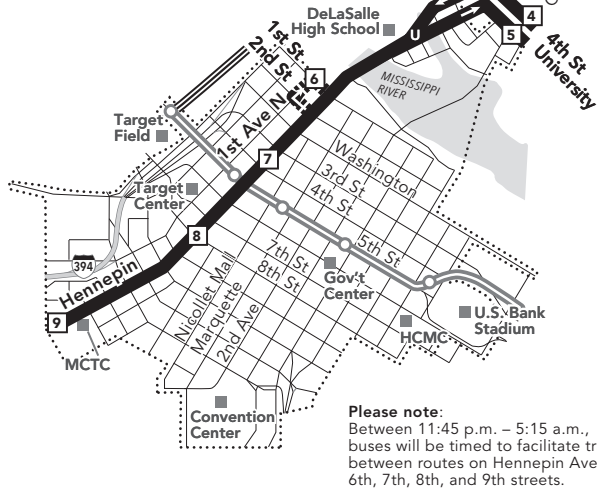 DeLaSalle
High School
U
4
5
4th St
University
1st St
2nd St
6
MISSISSIPPI
RIVER
Target
Field
1st Ave N
7
Washington
3rd St
4th St
Target
Center
8
5th St
7th St
8th St
Gov't
Center
394
Hennepin
Nicollet Mall
Marquette
2nd Ave
U.S. Bank
Stadium
HCMC
9
MCTC
Convention
Center
Please note:
Between 11:45 p.m. – 5:15 a.m.,
buses will be timed to facilitate tr
between routes on Hennepin Ave
6th, 7th, 8th, and 9th streets.